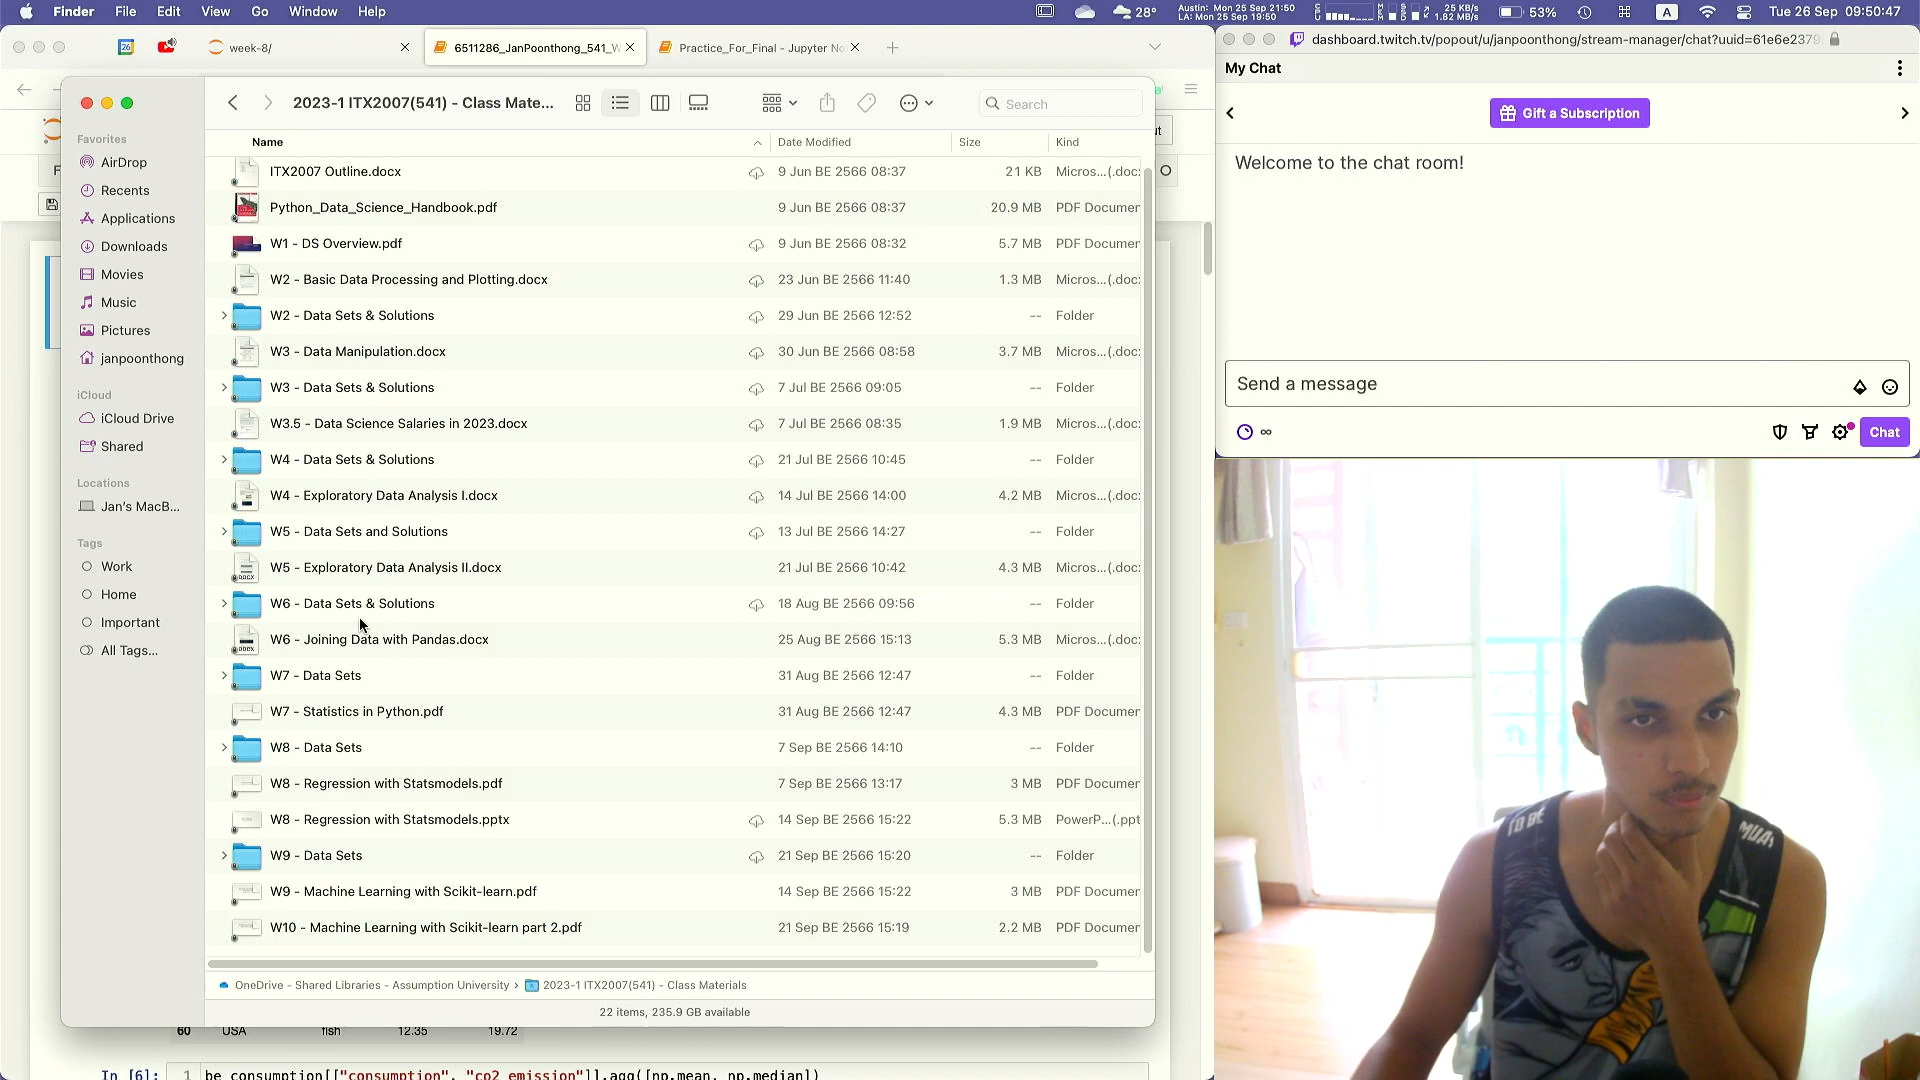 Finder File Edit View Go Window Help
28°
Austin: Mon 25 Sep 21:50
LA: Mon 25 Sep 19:50
25 KB/s
1.82 MB/s
53%
A
Tue 26 Sep 09:50:47
week-8/
6511286_JanPoonthong_541_W
Practice_For_Final - Jupyter No
2023-1 ITX2007(541) - Class Mate...
Search
Favorites
AirDrop
Recents
Applications
Downloads
Movies
Music
Pictures
janpoonthong
iCloud
iCloud Drive
Shared
Locations
Jan's MacB...
Tags
Work
Home
Important
All Tags...
Name Date Modified Size Kind
ITX2007 Outline.docx 9 Jun BE 2566 08:37 21 KB Micros...(.doc:
Python_Data_Science_Handbook.pdf 9 Jun BE 2566 08:37 20.9 MB PDF Documer
W1 - DS Overview.pdf 9 Jun BE 2566 08:32 5.7 MB PDF Documer
W2 - Basic Data Processing and Plotting.docx 23 Jun BE 2566 11:40 1.3 MB Micros...(.doc:
W2 - Data Sets & Solutions 29 Jun BE 2566 12:52 -- Folder
W3 - Data Manipulation.docx 30 Jun BE 2566 08:58 3.7 MB Micros...(.doc:
W3 - Data Sets & Solutions 7 Jul BE 2566 09:05 -- Folder
W3.5 - Data Science Salaries in 2023.docx 7 Jul BE 2566 08:35 1.9 MB Micros...(.doc:
W4 - Data Sets & Solutions 21 Jul BE 2566 10:45 -- Folder
W4 - Exploratory Data Analysis I.docx 14 Jul BE 2566 14:00 4.2 MB Micros...(.doc:
W5 - Data Sets and Solutions 13 Jul BE 2566 14:27 -- Folder
W5 - Exploratory Data Analysis II.docx 21 Jul BE 2566 10:42 4.3 MB Micros...(.doc:
W6 - Data Sets & Solutions 18 Aug BE 2566 09:56 -- Folder
W6 - Joining Data with Pandas.docx 25 Aug BE 2566 15:13 5.3 MB Micros...(.doc:
W7 - Data Sets 31 Aug BE 2566 12:47 -- Folder
W7 - Statistics in Python.pdf 31 Aug BE 2566 12:47 4.3 MB PDF Documer
W8 - Data Sets 7 Sep BE 2566 14:10 -- Folder
W8 - Regression with Statsmodels.pdf 7 Sep BE 2566 13:17 3 MB PDF Documer
W8 - Regression with Statsmodels.pptx 14 Sep BE 2566 15:22 5.3 MB PowerP...(.ppt
W9 - Data Sets 21 Sep BE 2566 15:20 -- Folder
W9 - Machine Learning with Scikit-learn.pdf 14 Sep BE 2566 15:22 3 MB PDF Documer
W10 - Machine Learning with Scikit-learn part 2.pdf 21 Sep BE 2566 15:19 2.2 MB PDF Documer
OneDrive - Shared Libraries - Assumption University › 2023-1 ITX2007(541) - Class Materials
22 items, 235.9 GB available
60 USA fish 12.35 19.72
In [6]: 1 be_consumption[["consumption", "co2_emission"]].agg([np.mean, np.median])
dashboard.twitch.tv/popout/u/janpoonthong/stream-manager/chat?uuid=61e6e2379
My Chat
Gift a Subscription
Welcome to the chat room!
Send a message
∞
Chat
TO BE
MUA